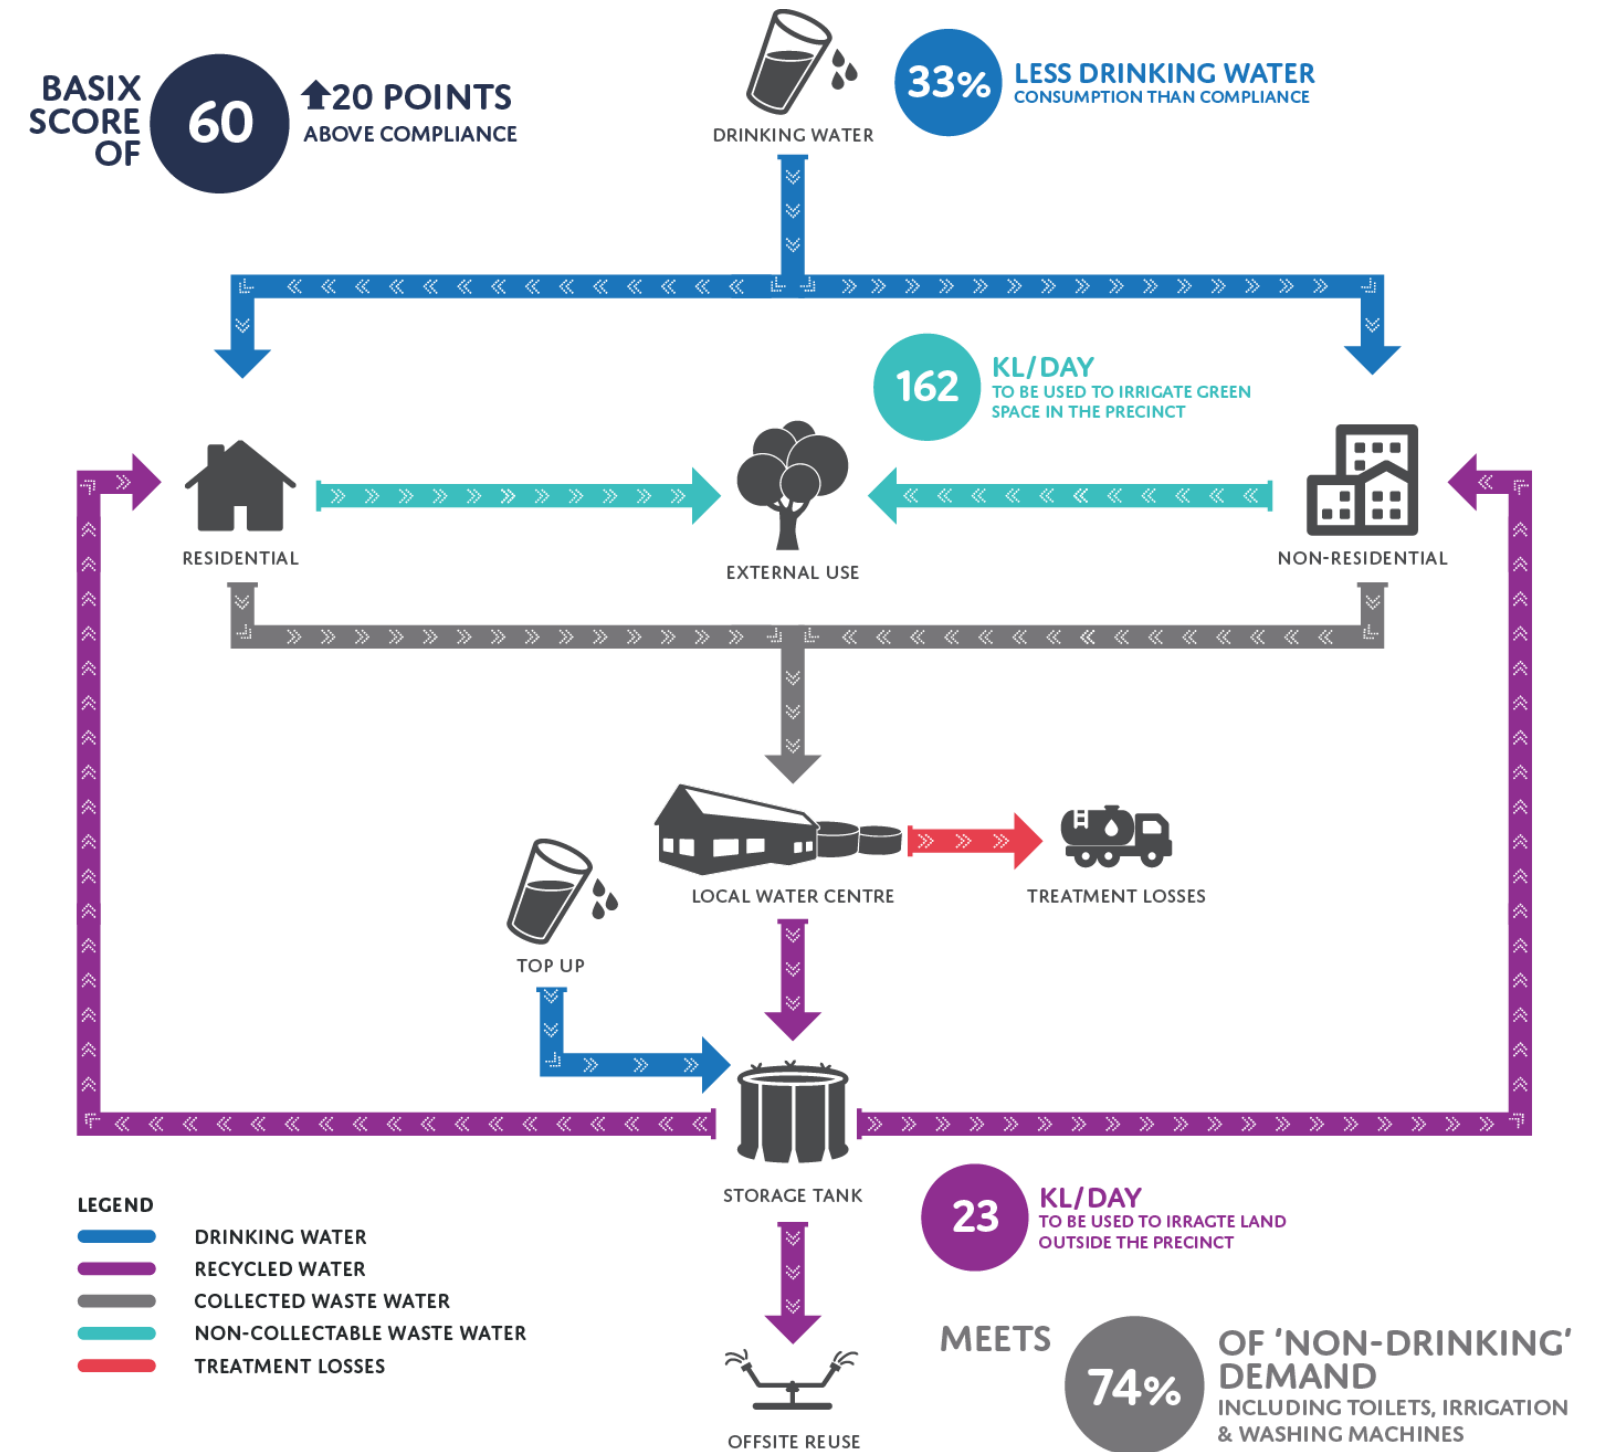 BASIX
SCORE
OF
60
20 POINTS
ABOVE COMPLIANCE
DRINKING WATER
33%
LESS DRINKING WATER
CONSUMPTION THAN COMPLIANCE
162
KL/DAY
TO BE USED TO IRRIGATE GREEN
SPACE IN THE PRECINCT
RESIDENTIAL
EXTERNAL USE
NON-RESIDENTIAL
LOCAL WATER CENTRE
TREATMENT LOSSES
TOP UP
STORAGE TANK
23
KL/DAY
TO BE USED TO IRRAGTE LAND
OUTSIDE THE PRECINCT
LEGEND
DRINKING WATER
RECYCLED WATER
COLLECTED WASTE WATER
NON-COLLECTABLE WASTE WATER
TREATMENT LOSSES
OFFSITE REUSE
MEETS
74%
OF 'NON-DRINKING'
DEMAND
INCLUDING TOILETS, IRRIGATION
& WASHING MACHINES